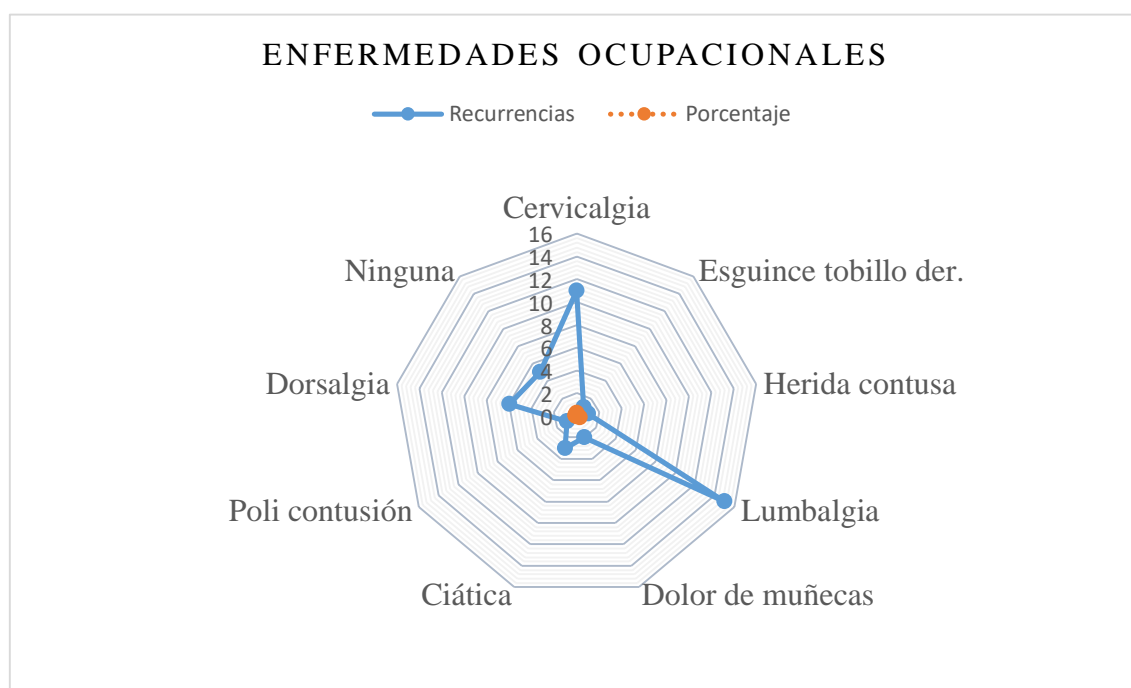 ENFERMEDADES OCUPACIONALES
Recurrencias Porcentaje
Cervicalgia
16
14
Ninguna
Esguince tobillo der.
12
10
8
6
Dorsalgia
Herida contusa
4
2
0
Poli contusión
Lumbalgia
Ciática
Dolor de muñecas